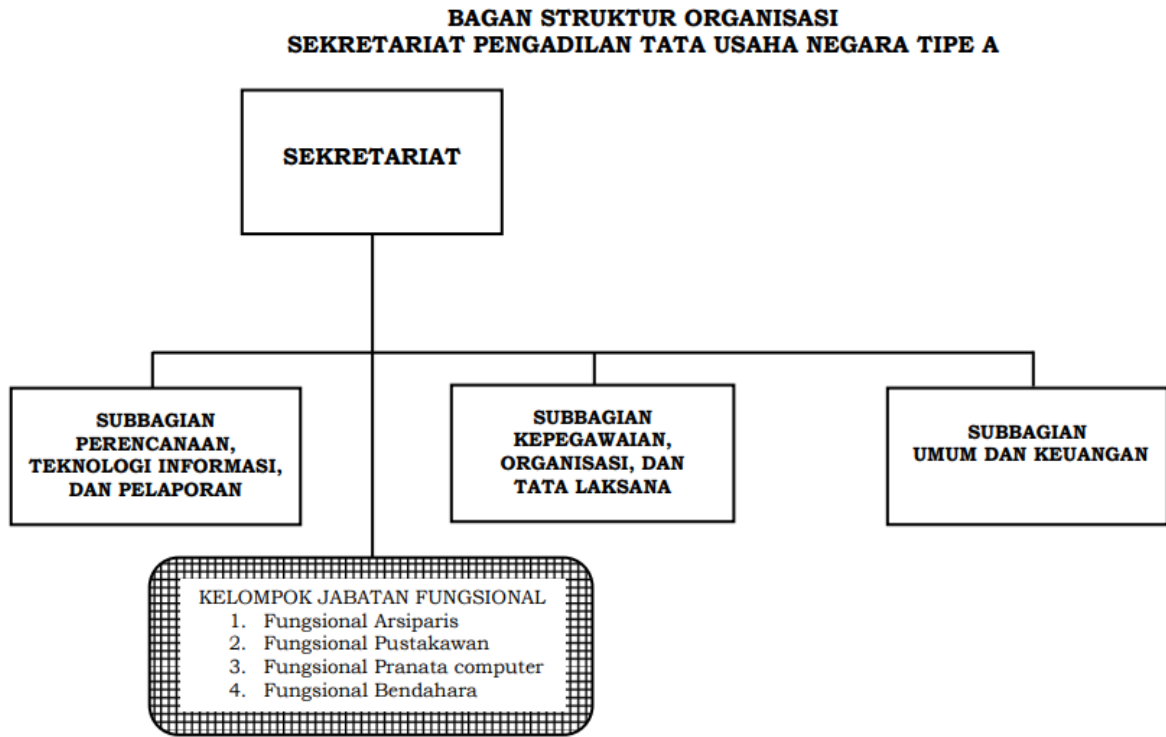 BAGAN STRUKTUR ORGANISASI
SEKRETARIAT PENGADILAN TATA USAHA NEGARA TIPE A
SEKRETARIAT
SUBBAGIAN
PERENCANAAN,
TEKNOLOGI INFORMASI,
DAN PELAPORAN
SUBBAGIAN
KEPEGAWAIAN,
ORGANISASI, DAN
TATA LAKSANA
SUBBAGIAN
UMUM DAN KEUANGAN
KELOMPOK JABATAN FUNGSIONAL
1. Fungsional Arsiparis
2. Fungsional Pustakawan
3. Fungsional Pranata computer
4. Fungsional Bendahara